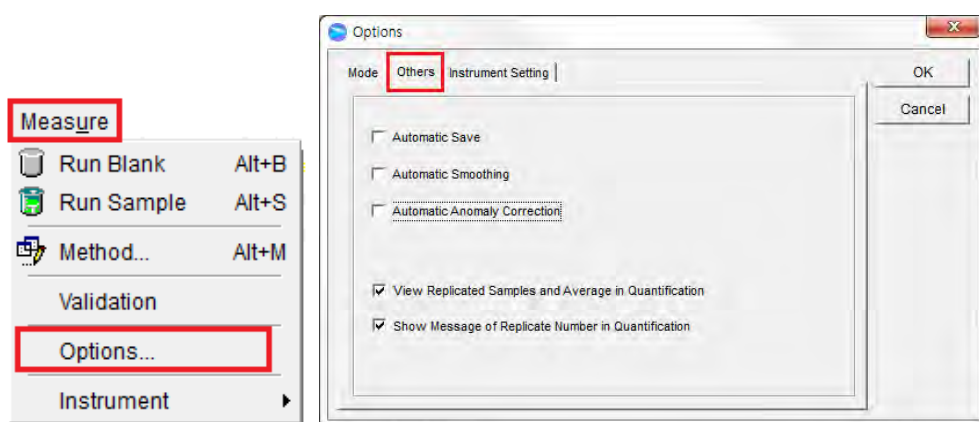 Measure
Run Blank Alt+B
Run Sample Alt+S
Method... Alt+M
Validation
Options...
Instrument
Options
Mode Others Instrument Setting
OK
Cancel
Automatic Save
Automatic Smoothing
Automatic Anomaly Correction
View Replicated Samples and Average in Quantification
Show Message of Replicate Number in Quantification